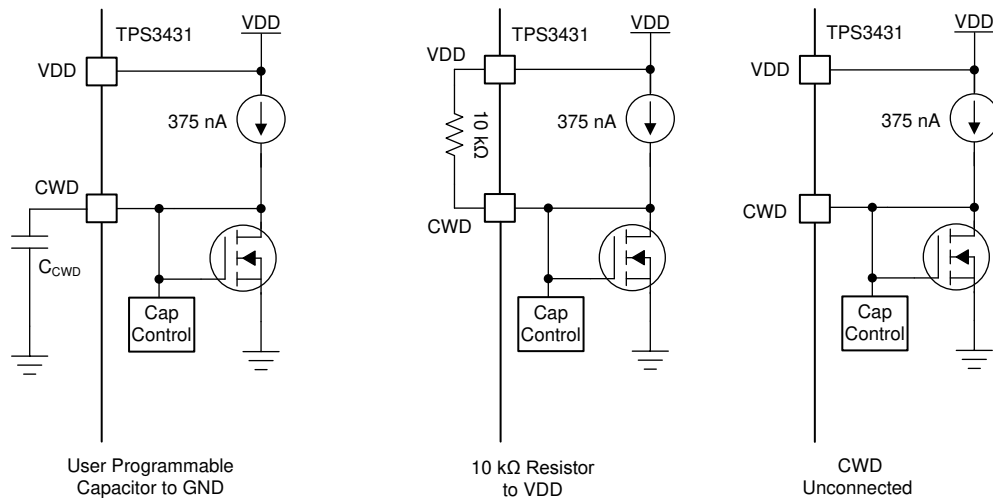 TPS3431
VDD
VDD
375 nA
CWD
C_CWD
Cap
Control
User Programmable
Capacitor to GND
TPS3431
VDD
VDD
10 kΩ
375 nA
CWD
Cap
Control
10 kΩ Resistor
to VDD
TPS3431
VDD
VDD
375 nA
CWD
Cap
Control
CWD
Unconnected